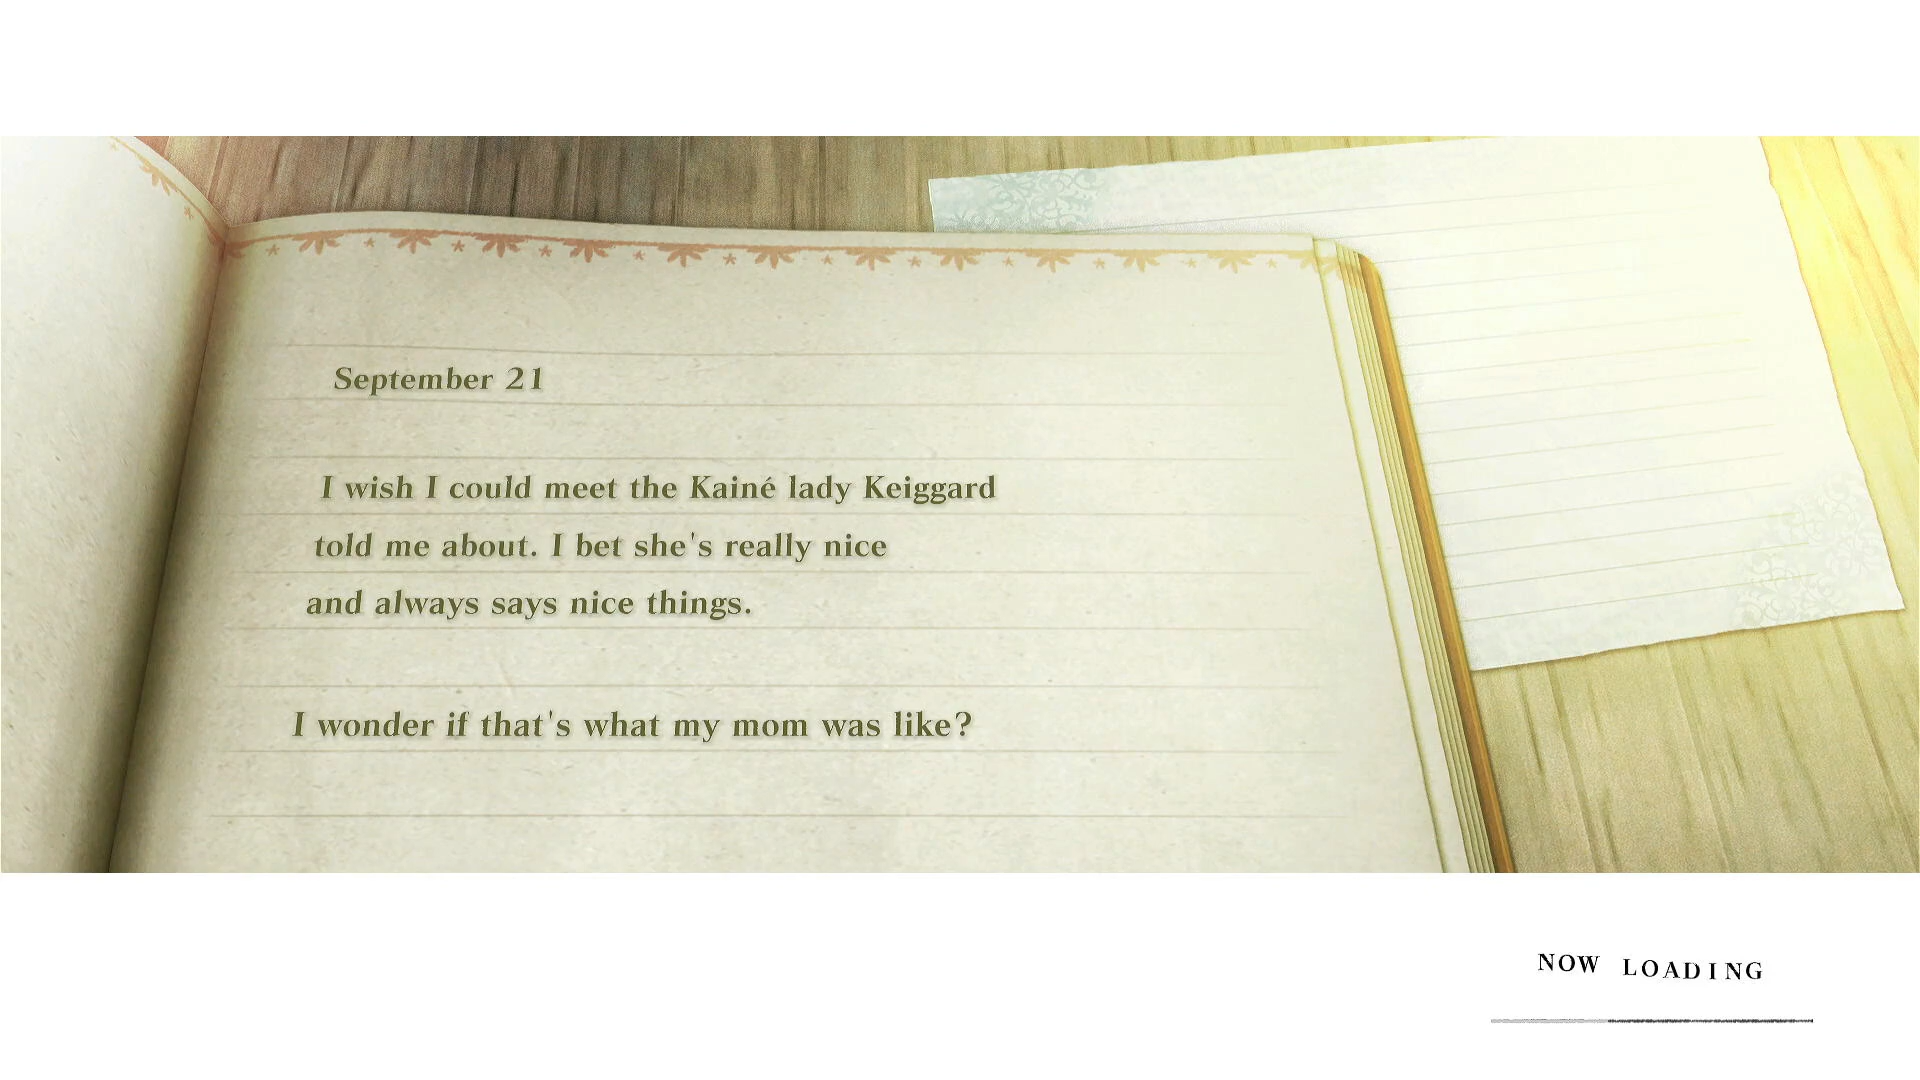 September 21
I wish I could meet the Kainé lady Keiggard
told me about. I bet she's really nice
and always says nice things.
I wonder if that's what my mom was like?
NOW LOADING